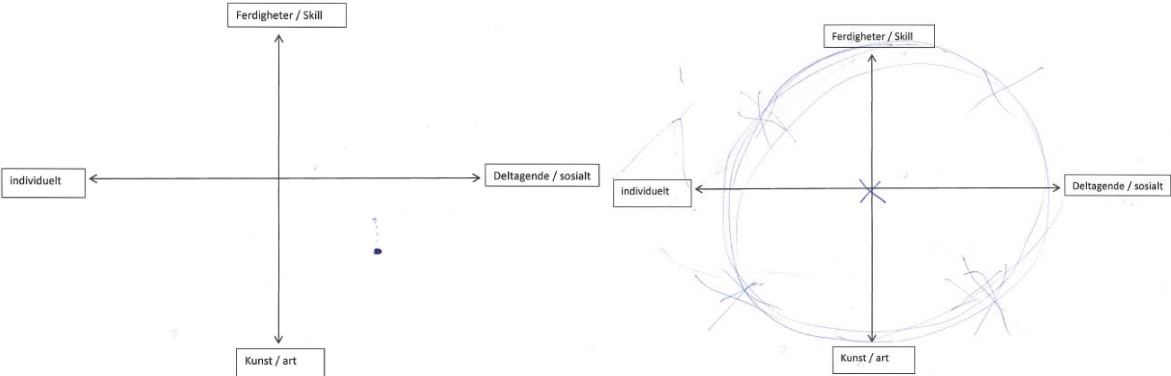 Ferdigheter / Skill
individuelt
Deltagende / sosialt
Kunst / art
Ferdigheter / Skill
individuelt
Deltagende / sosialt
Kunst / art